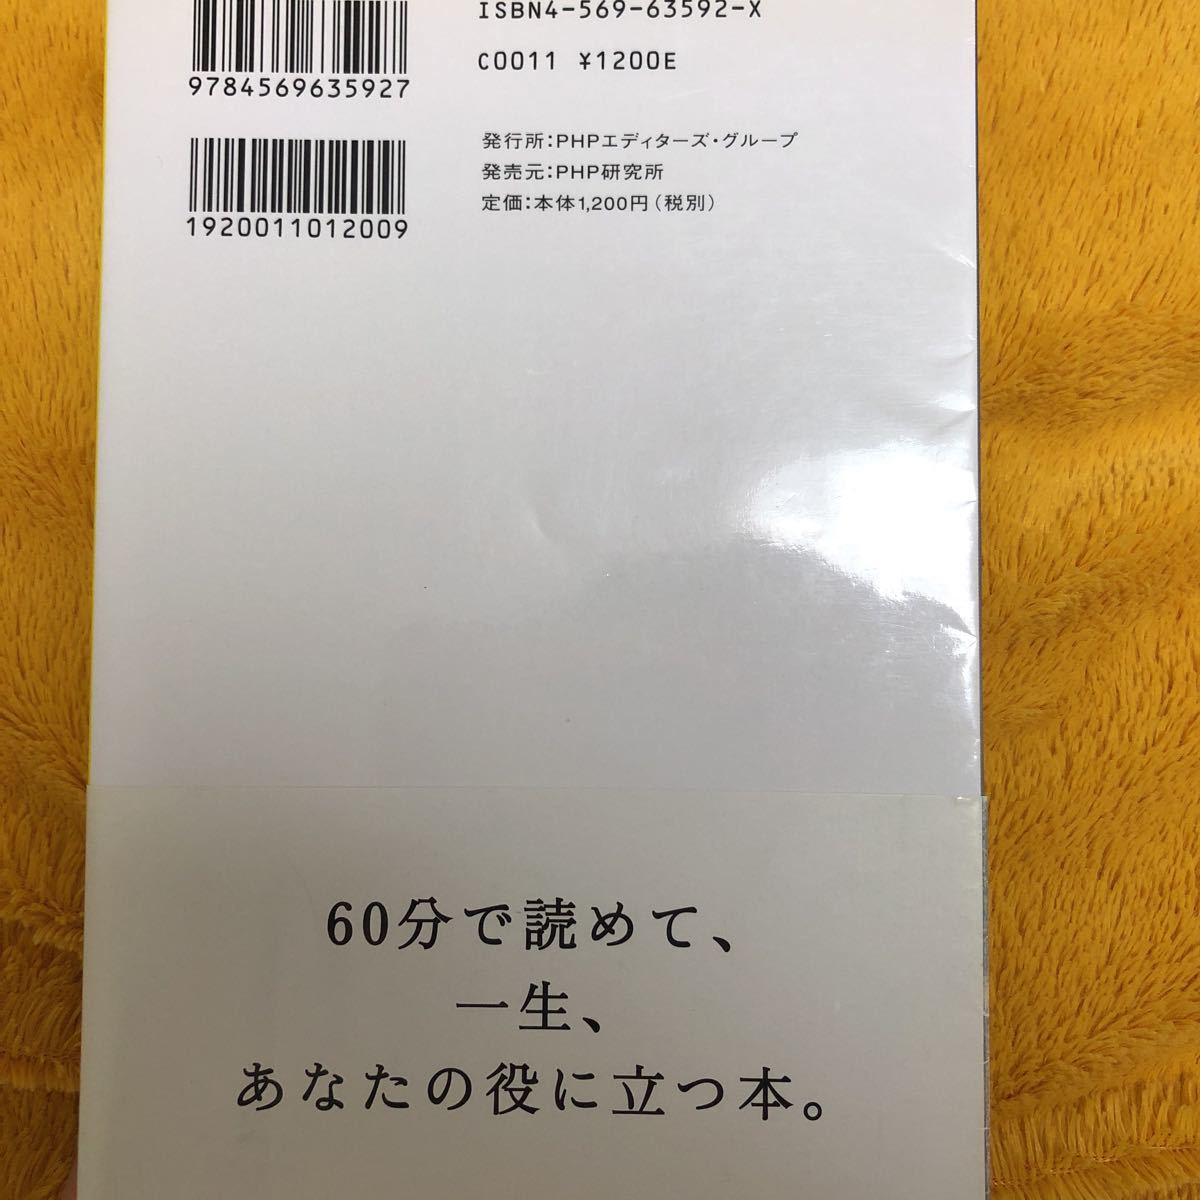 ISBN4-569-63592-X
C0011 ¥1200E
9784569635927
発行所:PHPエディターズ・グループ
発売元:PHP研究所
定価:本体1,200円(税別)
1920011012009
60分で読めて、
一生、
あなたの役に立つ本。